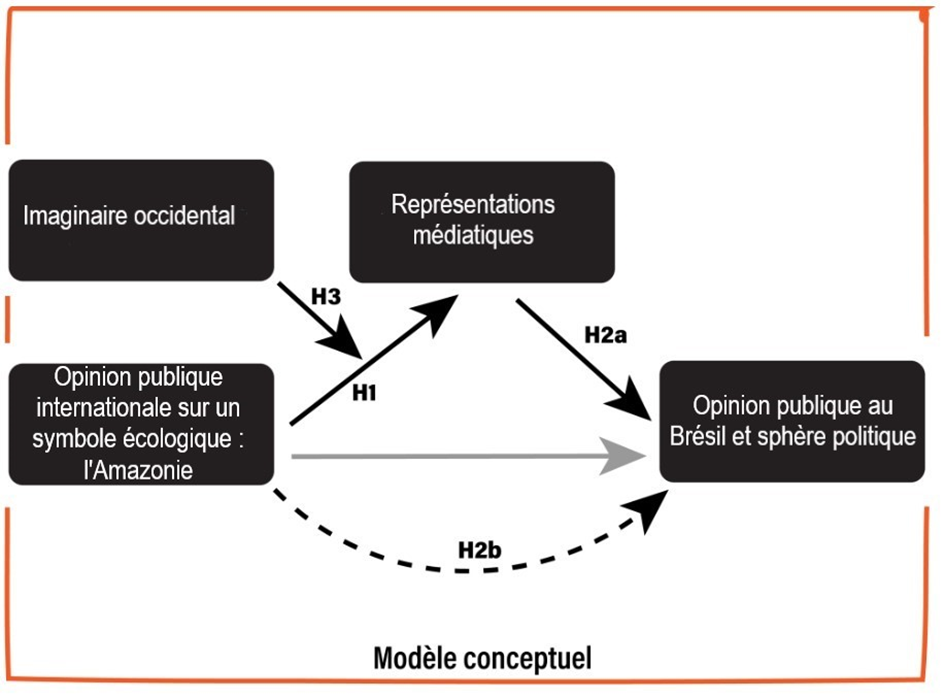 Imaginaire occidental
Représentations
médiatiques
H3
H1
H2a
Opinion publique
internationale sur un
symbole écologique :
l'Amazonie
Opinion publique au
Brésil et sphère politique
H2b
Modèle conceptuel